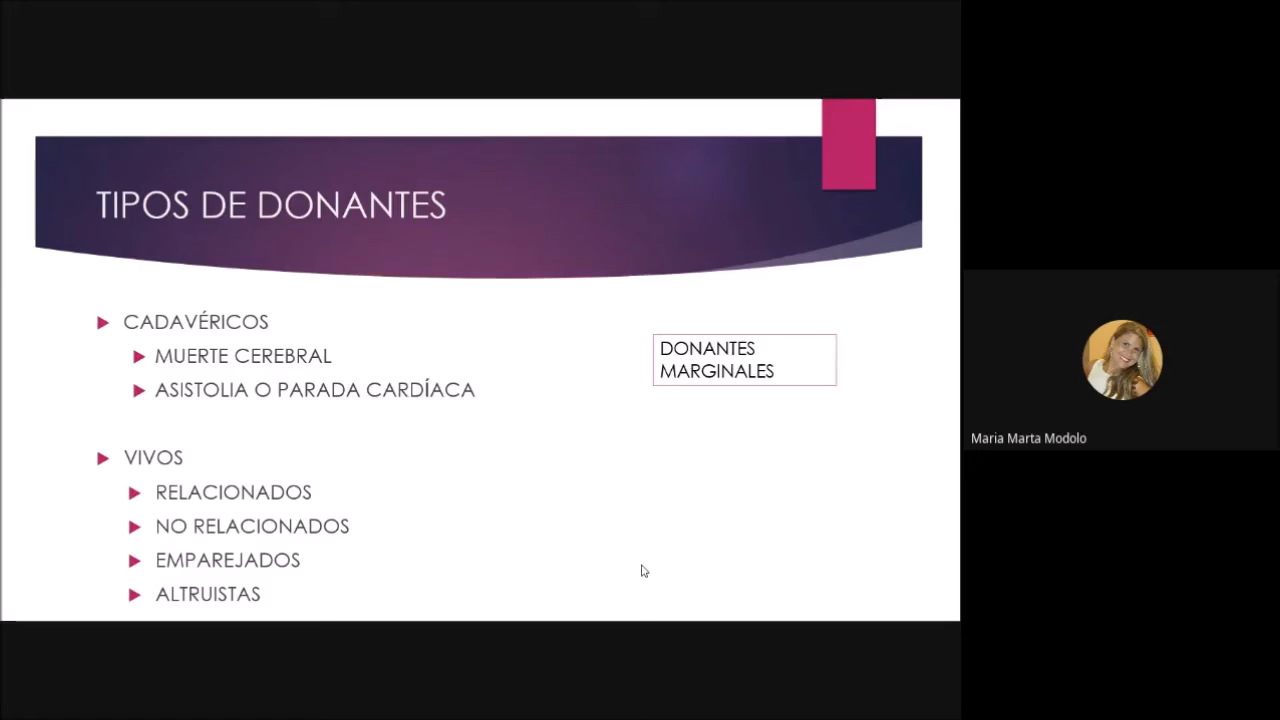 TIPOS DE DONANTES
CADAVÉRICOS
MUERTE CEREBRAL
ASISTOLIA O PARADA CARDÍACA
DONANTES
MARGINALES
VIVOS
RELACIONADOS
NO RELACIONADOS
EMPAREJADOS
ALTRUISTAS
Maria Marta Modolo